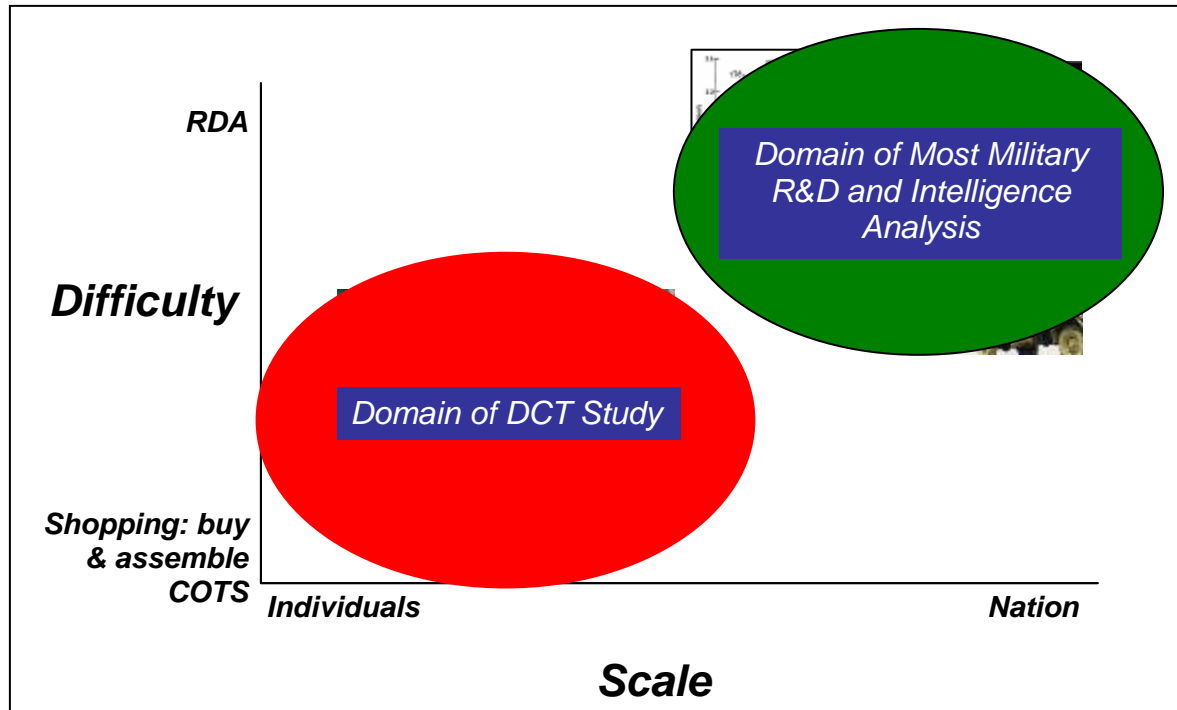 RDA
Domain of Most Military
R&D and Intelligence
Analysis
Difficulty
Domain of DCT Study
Shopping: buy
& assemble
COTS
Individuals
Nation
Scale